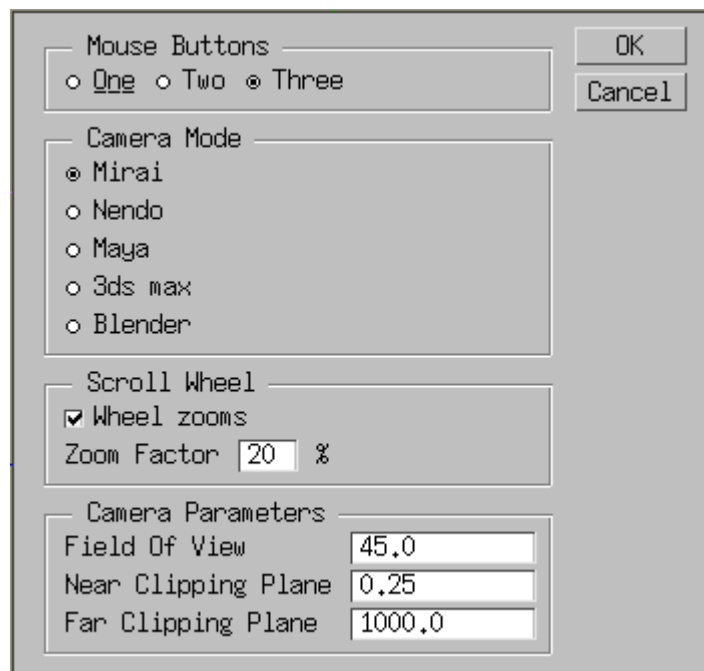 Mouse Buttons
One Two Three
OK
Cancel
Camera Mode
Mirai
Nendo
Maya
3ds max
Blender
Scroll Wheel
Wheel zooms
Zoom Factor 20 %
Camera Parameters
Field Of View 45.0
Near Clipping Plane 0.25
Far Clipping Plane 1000.0